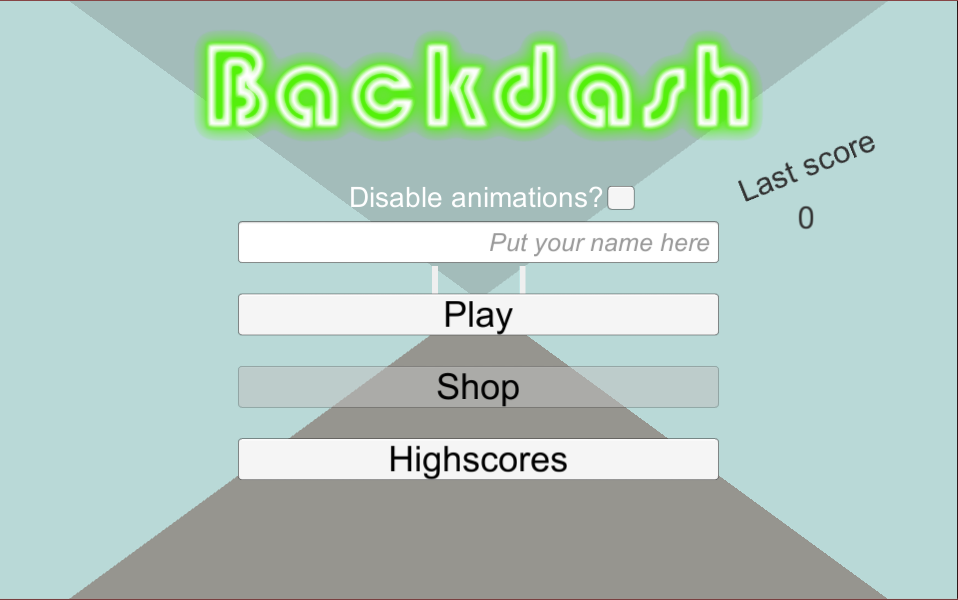 Backdash
Last score
Disable animations?
0
Put your name here
Play
Shop
Highscores